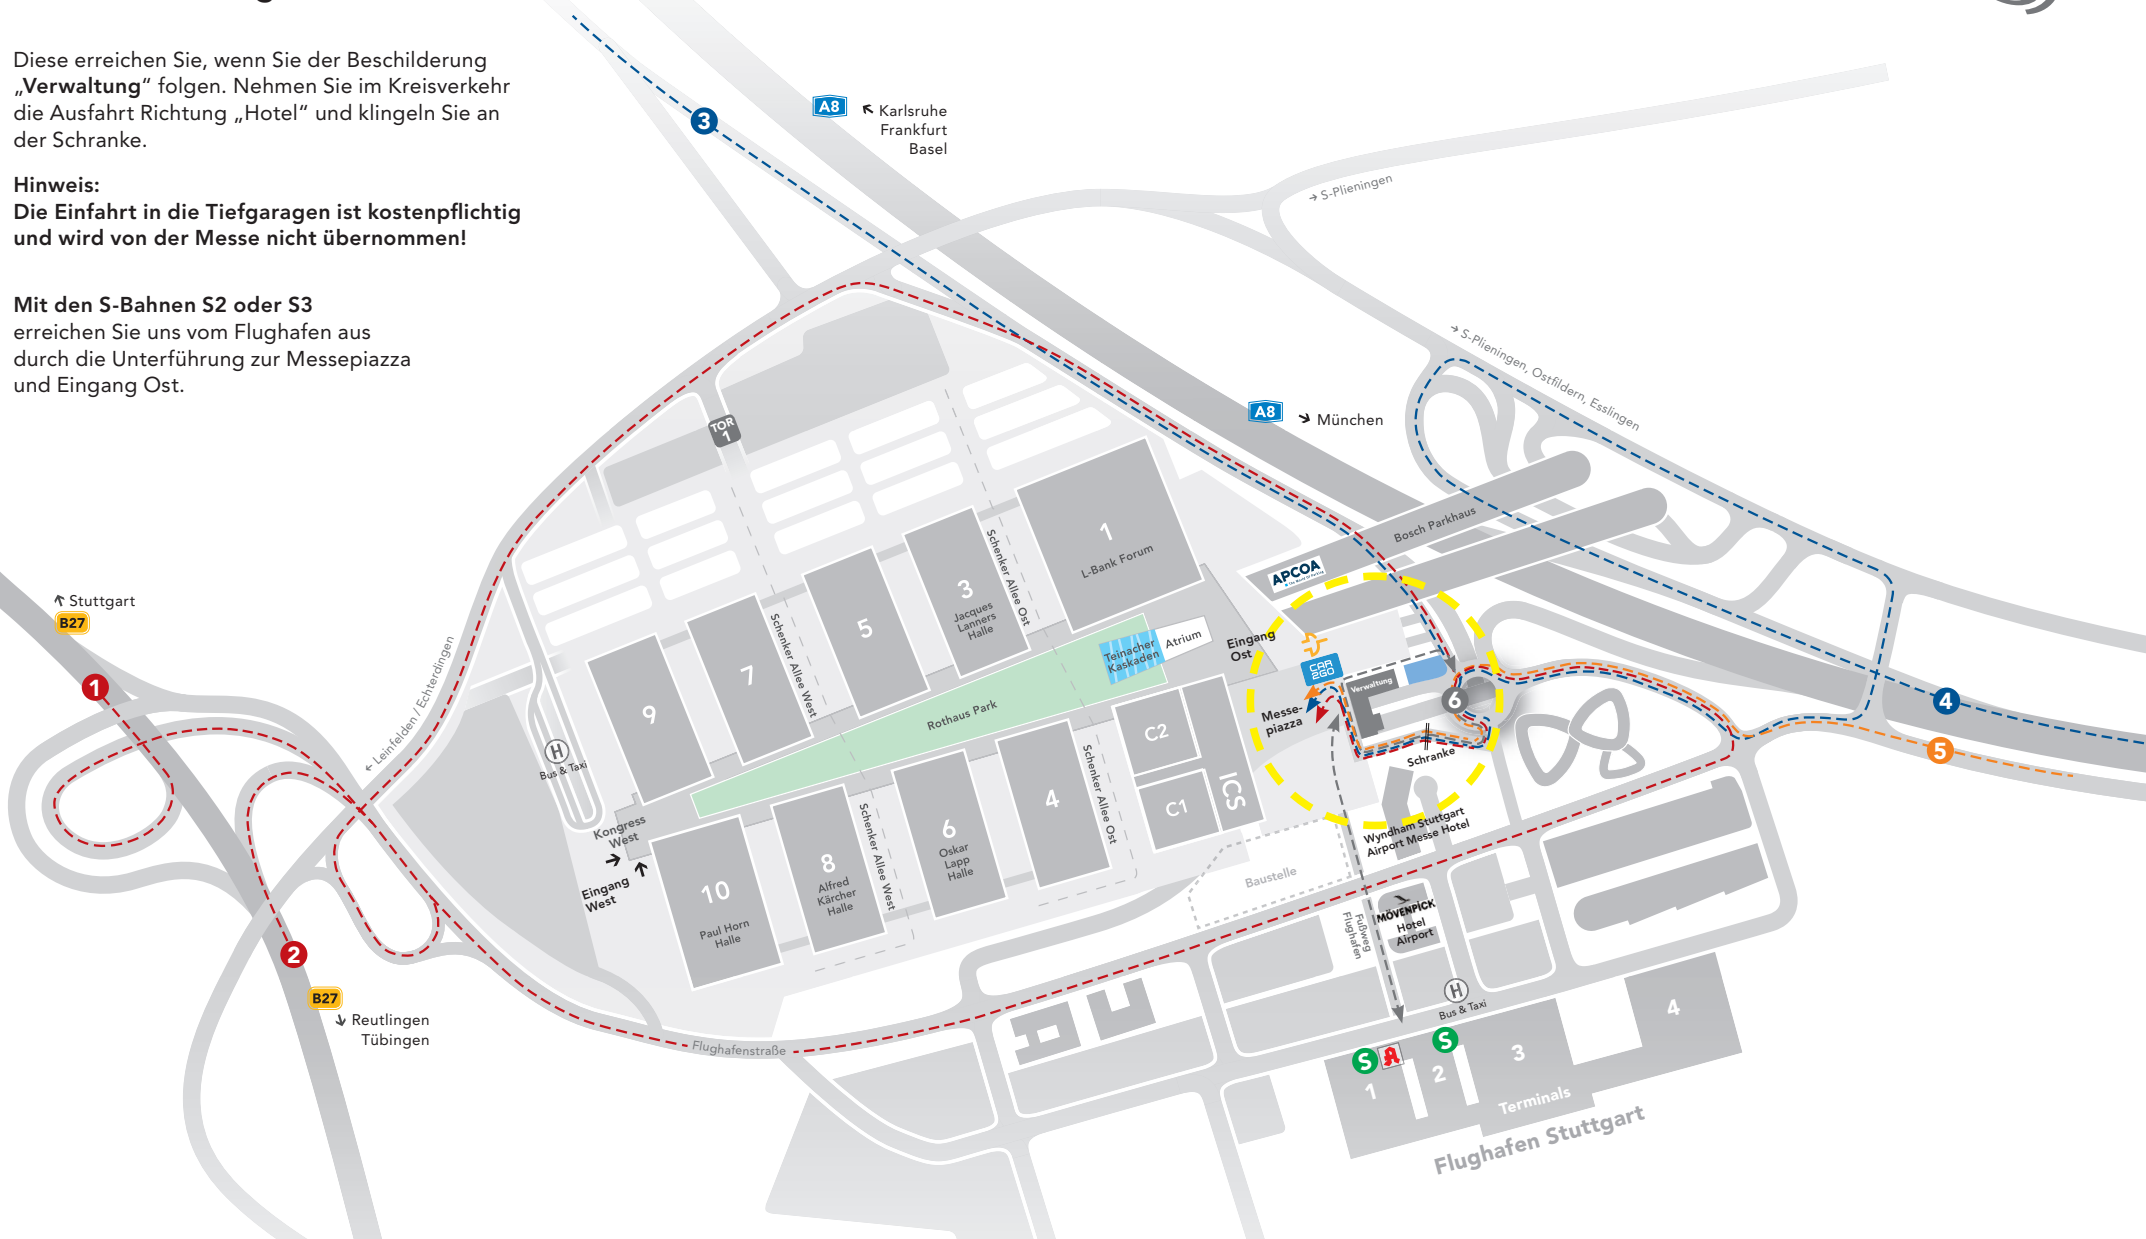 Diese erreichen Sie, wenn Sie der Beschilderung
„Verwaltung“ folgen. Nehmen Sie im Kreisverkehr
die Ausfahrt Richtung „Hotel“ und klingeln Sie an
der Schranke.
Hinweis:
Die Einfahrt in die Tiefgaragen ist kostenpflichtig
und wird von der Messe nicht übernommen!
Mit den S-Bahnen S2 oder S3
erreichen Sie uns vom Flughafen aus
durch die Unterführung zur Messepiazza
und Eingang Ost.
3
A8
↖ Karlsruhe
Frankfurt
Basel
→ S-Plieningen
→ S-Plieningen, Ostfildern, Esslingen
A8
↘ München
TOR
1
Bosch Parkhaus
APCOA
1
L-Bank Forum
Schenker Allee Ost
3
Jacques
Lanners
Halle
5
Schenker Allee West
7
9
Teinacher
Kaskaden
Atrium
Eingang
Ost
CAR
2GO
Verwaltung
6
Messe-
piazza
Schranke
Rothaus Park
C2
C1
ICS
↖ Stuttgart
B27
1
← Leinfelden / Echterdingen
H
Bus & Taxi
Kongress
West
→
↑
Eingang
West
10
Paul Horn
Halle
8
Alfred
Kärcher
Halle
Schenker Allee West
6
Oskar
Lapp
Halle
4
Schenker Allee Ost
4
5
Wyndham Stuttgart
Airport Messe Hotel
Baustelle
MÖVENPICK
Hotel
Airport
Fußweg
Flughafen
2
B27
↘ Reutlingen
Tübingen
Flughafenstraße
H
Bus & Taxi
S
S
1
2
3
4
Terminals
Flughafen Stuttgart